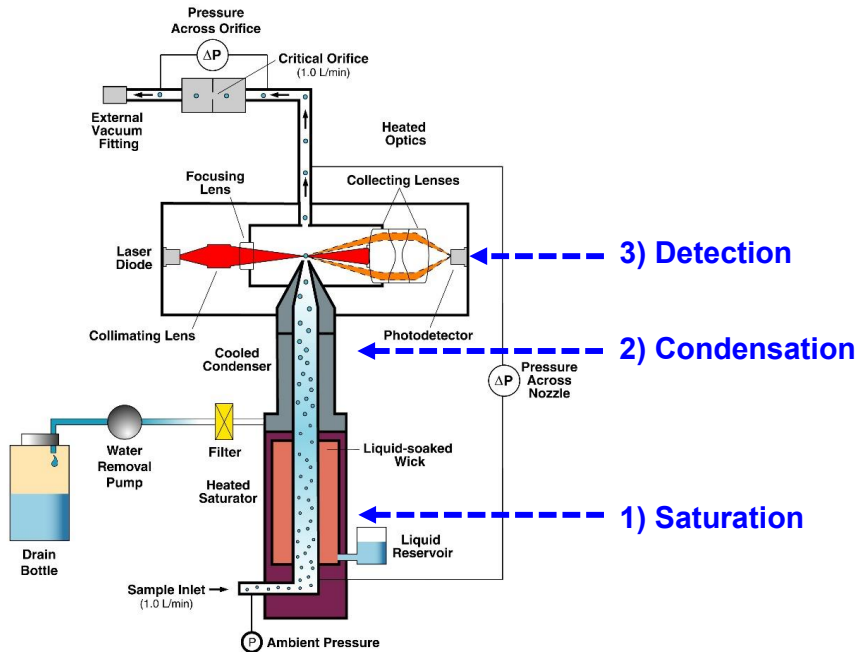 Pressure
Across Orifice
ΔP
Critical Orifice
(1.0 L/min)
External
Vacuum
Fitting
Heated
Optics
Focusing
Lens
Collecting Lenses
Laser
Diode
3) Detection
Collimating Lens
Photodetector
2) Condensation
Cooled
Condenser
ΔP
Pressure
Across
Nozzle
Water
Removal
Pump
Filter
Liquid-soaked
Wick
Heated
Saturator
1) Saturation
Liquid
Reservoir
Drain
Bottle
Sample Inlet
(1.0 L/min)
P
Ambient Pressure